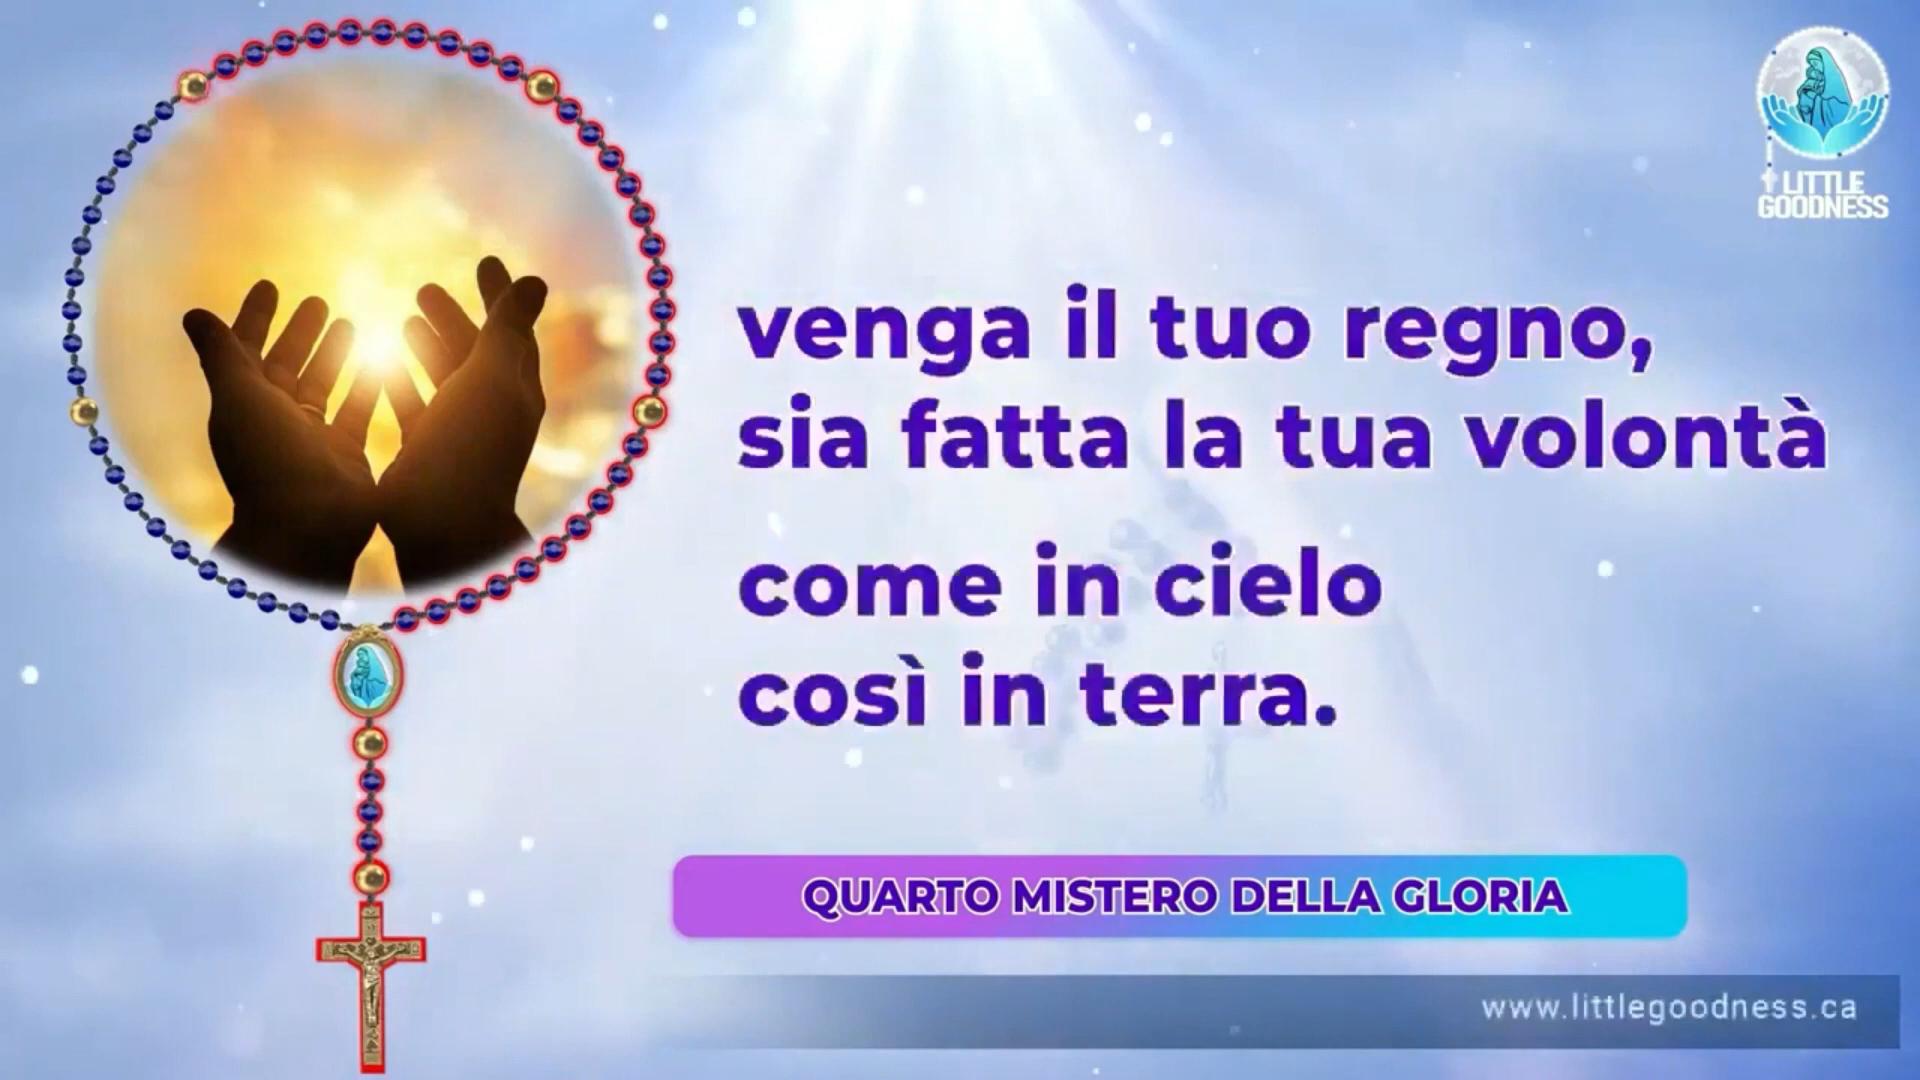 LITTLE
GOODNESS
venga il tuo regno,
sia fatta la tua volontà
come in cielo
così in terra.
QUARTO MISTERO DELLA GLORIA
www.littlegoodness.ca